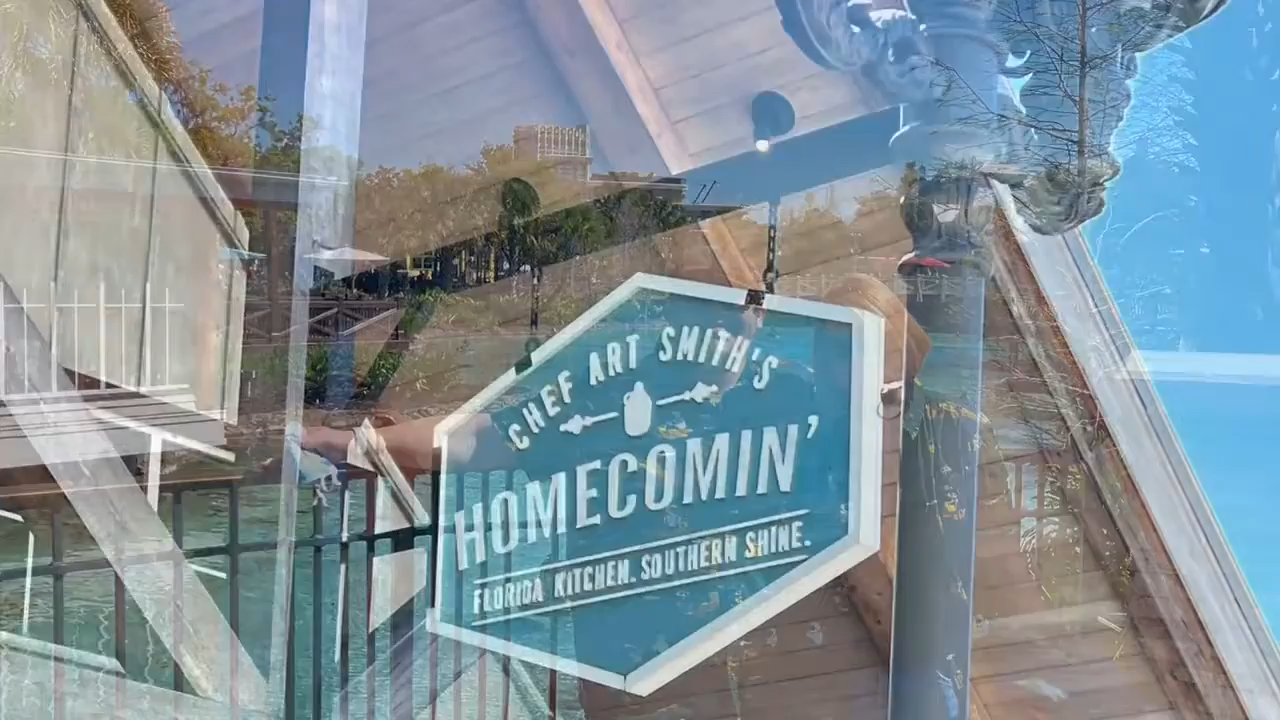 CHEF ART SMITH'S
HOMECOMIN'
FLORIDA KITCHEN. SOUTHERN SHINE.